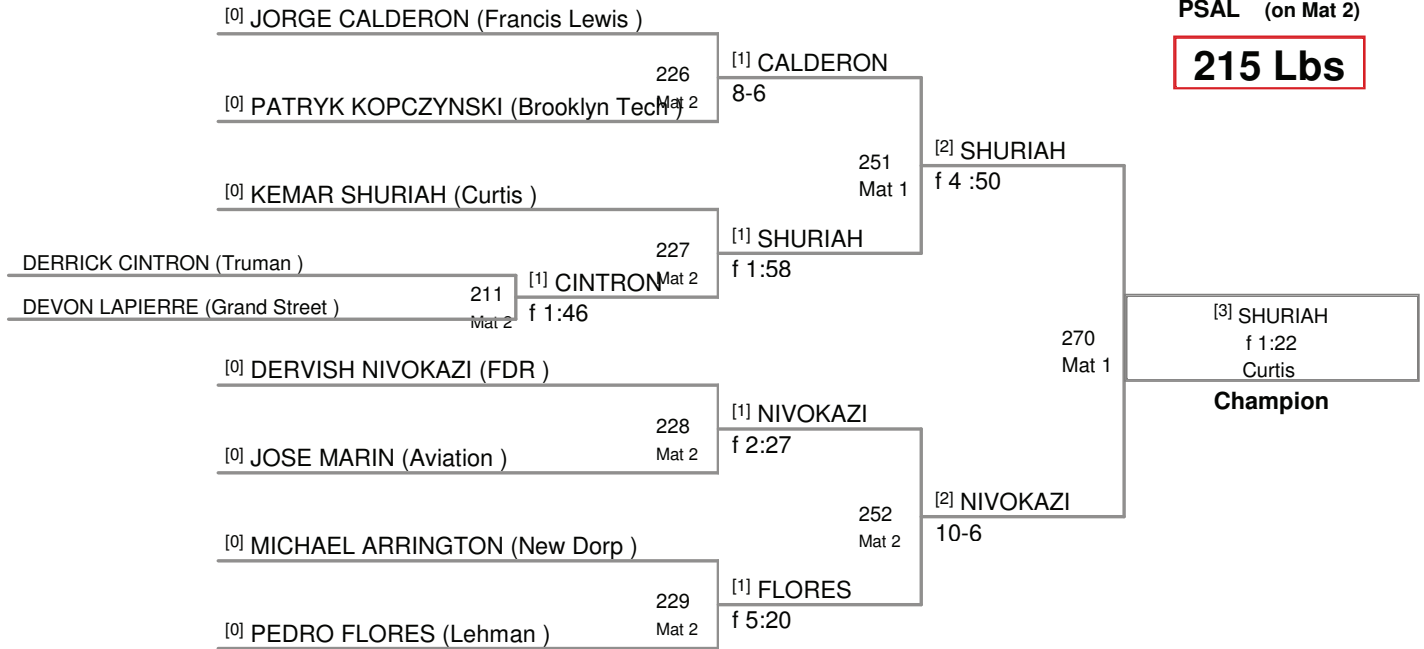 PSAL (on Mat 2)
215 Lbs
[0] JORGE CALDERON (Francis Lewis )
226
Mat 2
[0] PATRYK KOPCZYNSKI (Brooklyn Tech )
[1] CALDERON
8-6
[0] KEMAR SHURIAH (Curtis )
227
Mat 2
DERRICK CINTRON (Truman )
211
Mat 2
DEVON LAPIERRE (Grand Street )
[1] CINTRON
f 1:46
[1] SHURIAH
f 1:58
251
Mat 1
[2] SHURIAH
f 4 :50
[0] DERVISH NIVOKAZI (FDR )
228
Mat 2
[0] JOSE MARIN (Aviation )
[1] NIVOKAZI
f 2:27
[0] MICHAEL ARRINGTON (New Dorp )
229
Mat 2
[0] PEDRO FLORES (Lehman )
[1] FLORES
f 5:20
252
Mat 2
[2] NIVOKAZI
10-6
270
Mat 1
[3] SHURIAH
f 1:22
Curtis
Champion